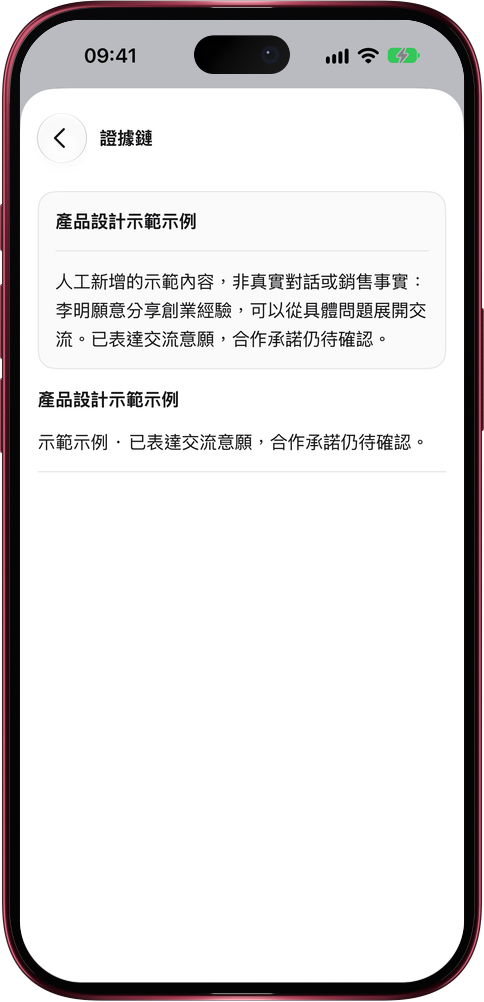 09:41
證據鏈
產品設計示範示例
人工新增的示範內容，非真實對話或銷售事實：
李明願意分享創業經驗，可以從具體問題展開交
流。已表達交流意願，合作承諾仍待確認。
產品設計示範示例
示範示例 · 已表達交流意願，合作承諾仍待確認。